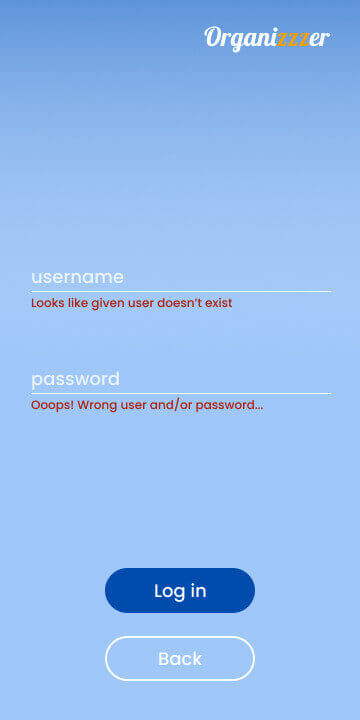 Organizzzer
username
Looks like given user doesn't exist
password
Ooops! Wrong user and/or password...
Log in
Back